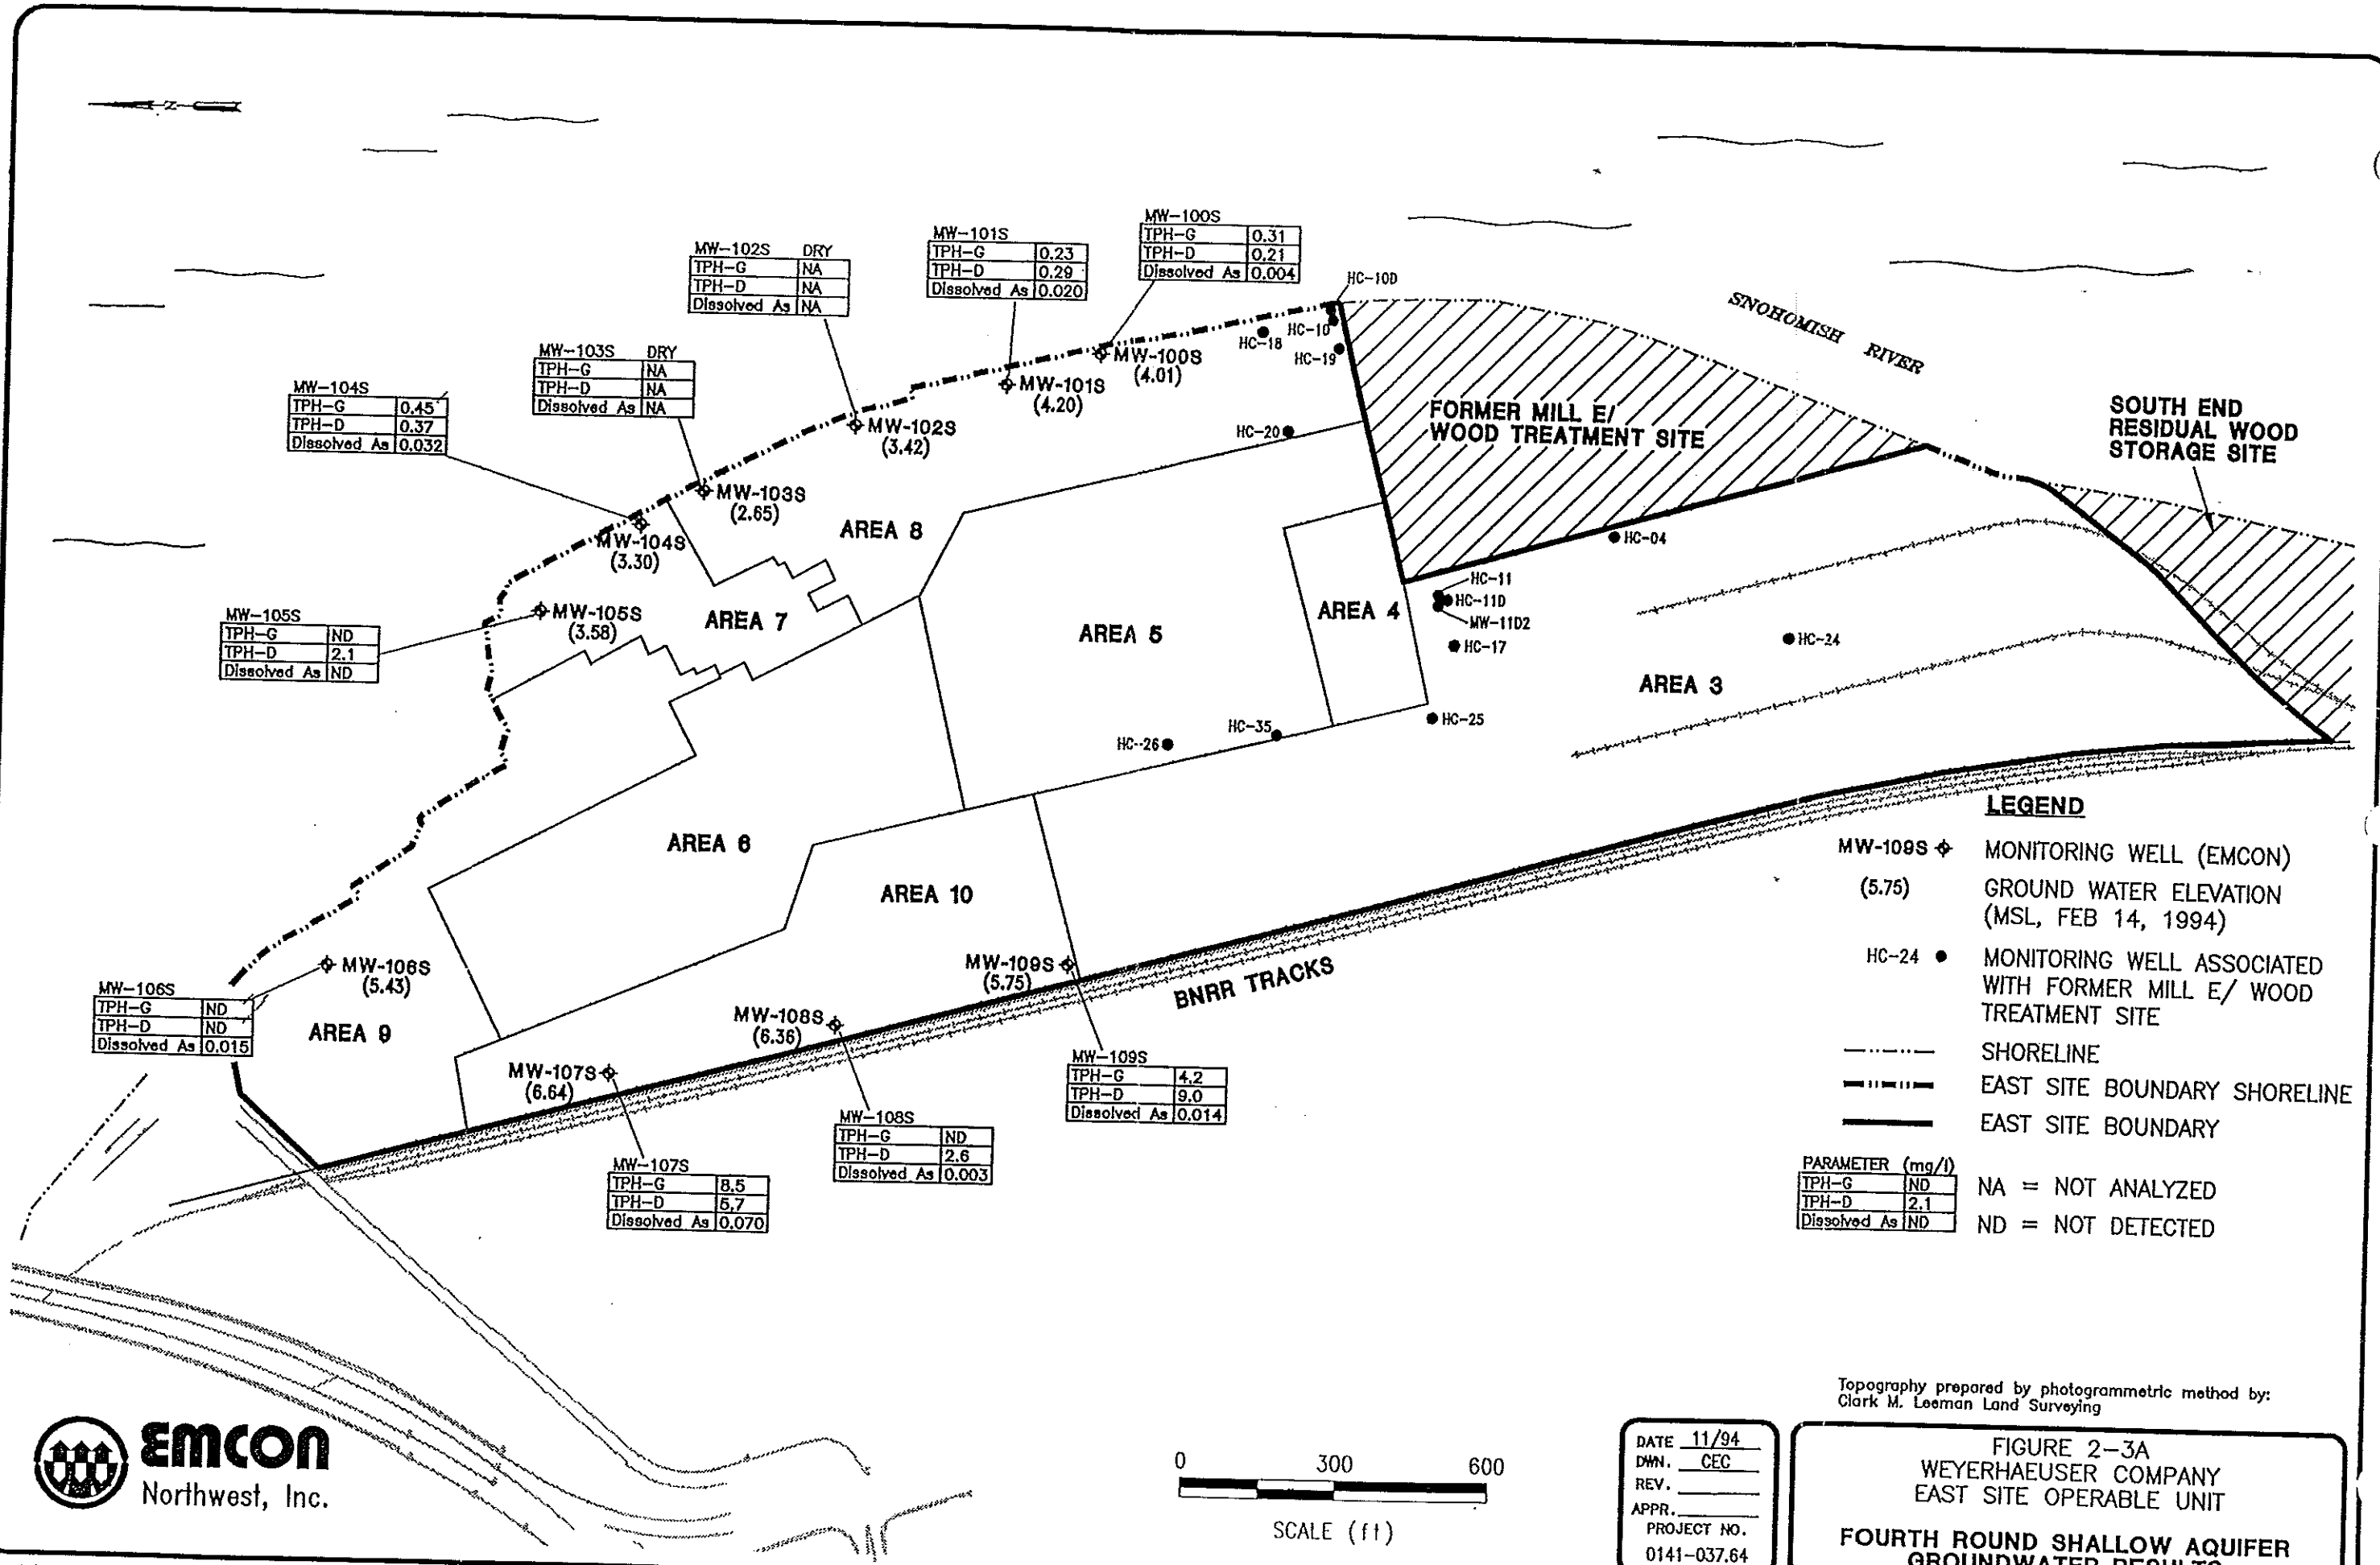 Z
MW-100S
TPH-G 0.31
TPH-D 0.21
Dissolved As 0.004
MW-101S
TPH-G 0.23
TPH-D 0.29
Dissolved As 0.020
MW-102S DRY
TPH-G NA
TPH-D NA
Dissolved As NA
MW-103S DRY
TPH-G NA
TPH-D NA
Dissolved As NA
MW-104S
TPH-G 0.45
TPH-D 0.37
Dissolved As 0.032
MW-105S
TPH-G ND
TPH-D 2.1
Dissolved As ND
MW-106S
TPH-G ND
TPH-D ND
Dissolved As 0.015
MW-107S
TPH-G 8.5
TPH-D 5.7
Dissolved As 0.070
MW-108S
TPH-G ND
TPH-D 2.6
Dissolved As 0.003
MW-109S
TPH-G 4.2
TPH-D 9.0
Dissolved As 0.014
HC-10D
HC-10
HC-18
HC-19
MW-100S
(4.01)
MW-101S
(4.20)
MW-102S
(3.42)
MW-103S
(2.65)
MW-104S
(3.30)
MW-105S
(3.58)
MW-106S
(5.43)
MW-107S
(6.64)
MW-108S
(6.36)
MW-109S
(5.75)
HC-20
SNOHOMISH RIVER
FORMER MILL E/
WOOD TREATMENT SITE
SOUTH END
RESIDUAL WOOD
STORAGE SITE
HC-04
HC-11
HC-11D
MW-11D2
HC-17
HC-24
HC-25
HC-35
HC-26
AREA 8
AREA 7
AREA 5
AREA 4
AREA 3
AREA 6
AREA 10
AREA 9
BNRR TRACKS
LEGEND
MW-109S MONITORING WELL (EMCON)
(5.75) GROUND WATER ELEVATION
(MSL, FEB 14, 1994)
HC-24 MONITORING WELL ASSOCIATED
WITH FORMER MILL E/ WOOD
TREATMENT SITE
SHORELINE
EAST SITE BOUNDARY SHORELINE
EAST SITE BOUNDARY
PARAMETER (mg/l)
TPH-G ND
TPH-D 2.1
Dissolved As ND
NA = NOT ANALYZED
ND = NOT DETECTED
Topography prepared by photogrammetric method by:
Clark M. Leeman Land Surveying
EMCON
Northwest, Inc.
0 300 600
SCALE (ft)
DATE 11/94
DWN. CEC
REV.
APPR.
PROJECT NO.
0141-037.64
FIGURE 2-3A
WEYERHAEUSER COMPANY
EAST SITE OPERABLE UNIT
FOURTH ROUND SHALLOW AQUIFER
GROUNDWATER RESULTS